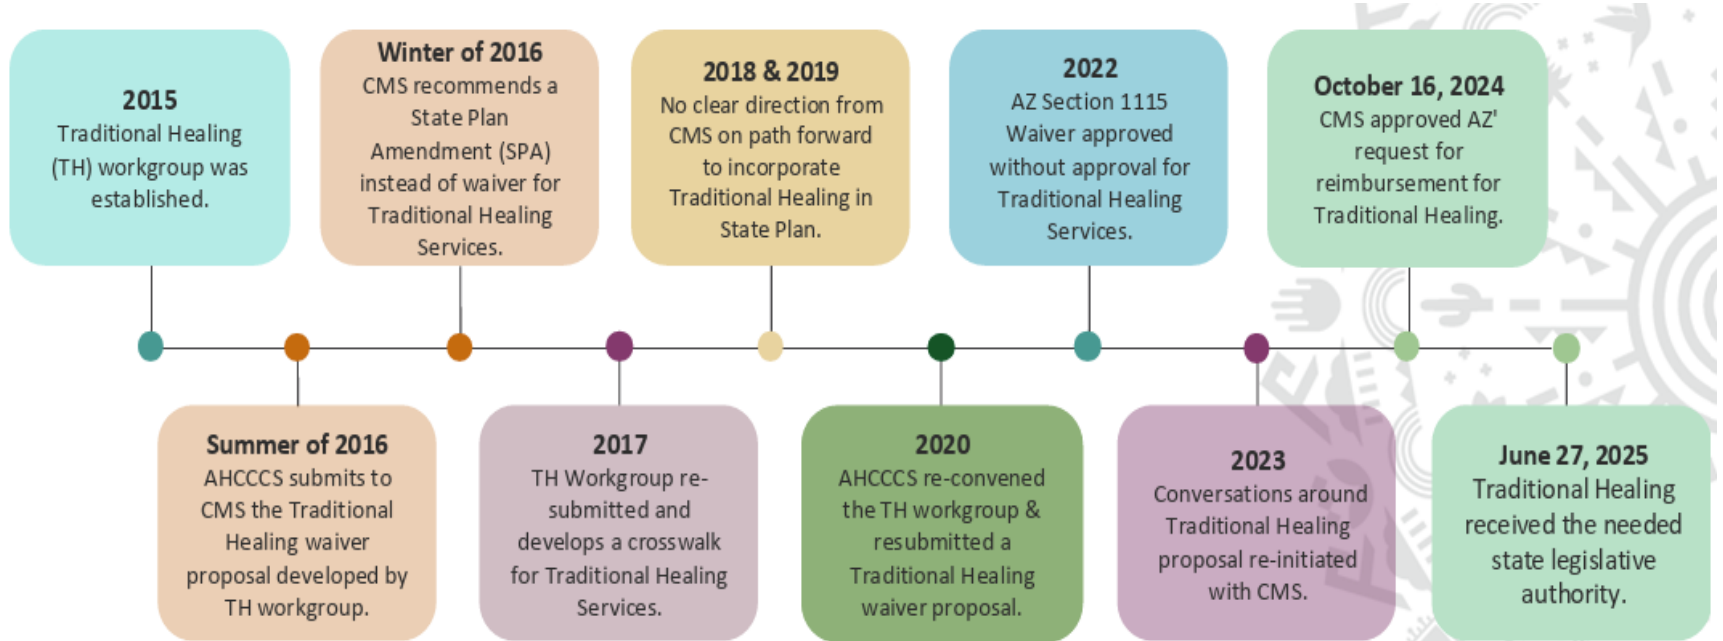 2015
Traditional Healing
(TH) workgroup was
established.
Summer of 2016
AHCCCS submits to
CMS the Traditional
Healing waiver
proposal developed by
TH workgroup.
Winter of 2016
CMS recommends a
State Plan
Amendment (SPA)
instead of waiver for
Traditional Healing
Services.
2017
TH Workgroup re-
submitted and
develops a crosswalk
for Traditional Healing
Services.
2018 & 2019
No clear direction from
CMS on path forward
to incorporate
Traditional Healing in
State Plan.
2020
AHCCCS re-convened
the TH workgroup &
resubmitted a
Traditional Healing
waiver proposal.
2022
AZ Section 1115
Waiver approved
without approval for
Traditional Healing
Services.
2023
Conversations around
Traditional Healing
proposal re-initiated
with CMS.
October 16, 2024
CMS approved AZ'
request for
reimbursement for
Traditional Healing.
June 27, 2025
Traditional Healing
received the needed
state legislative
authority.